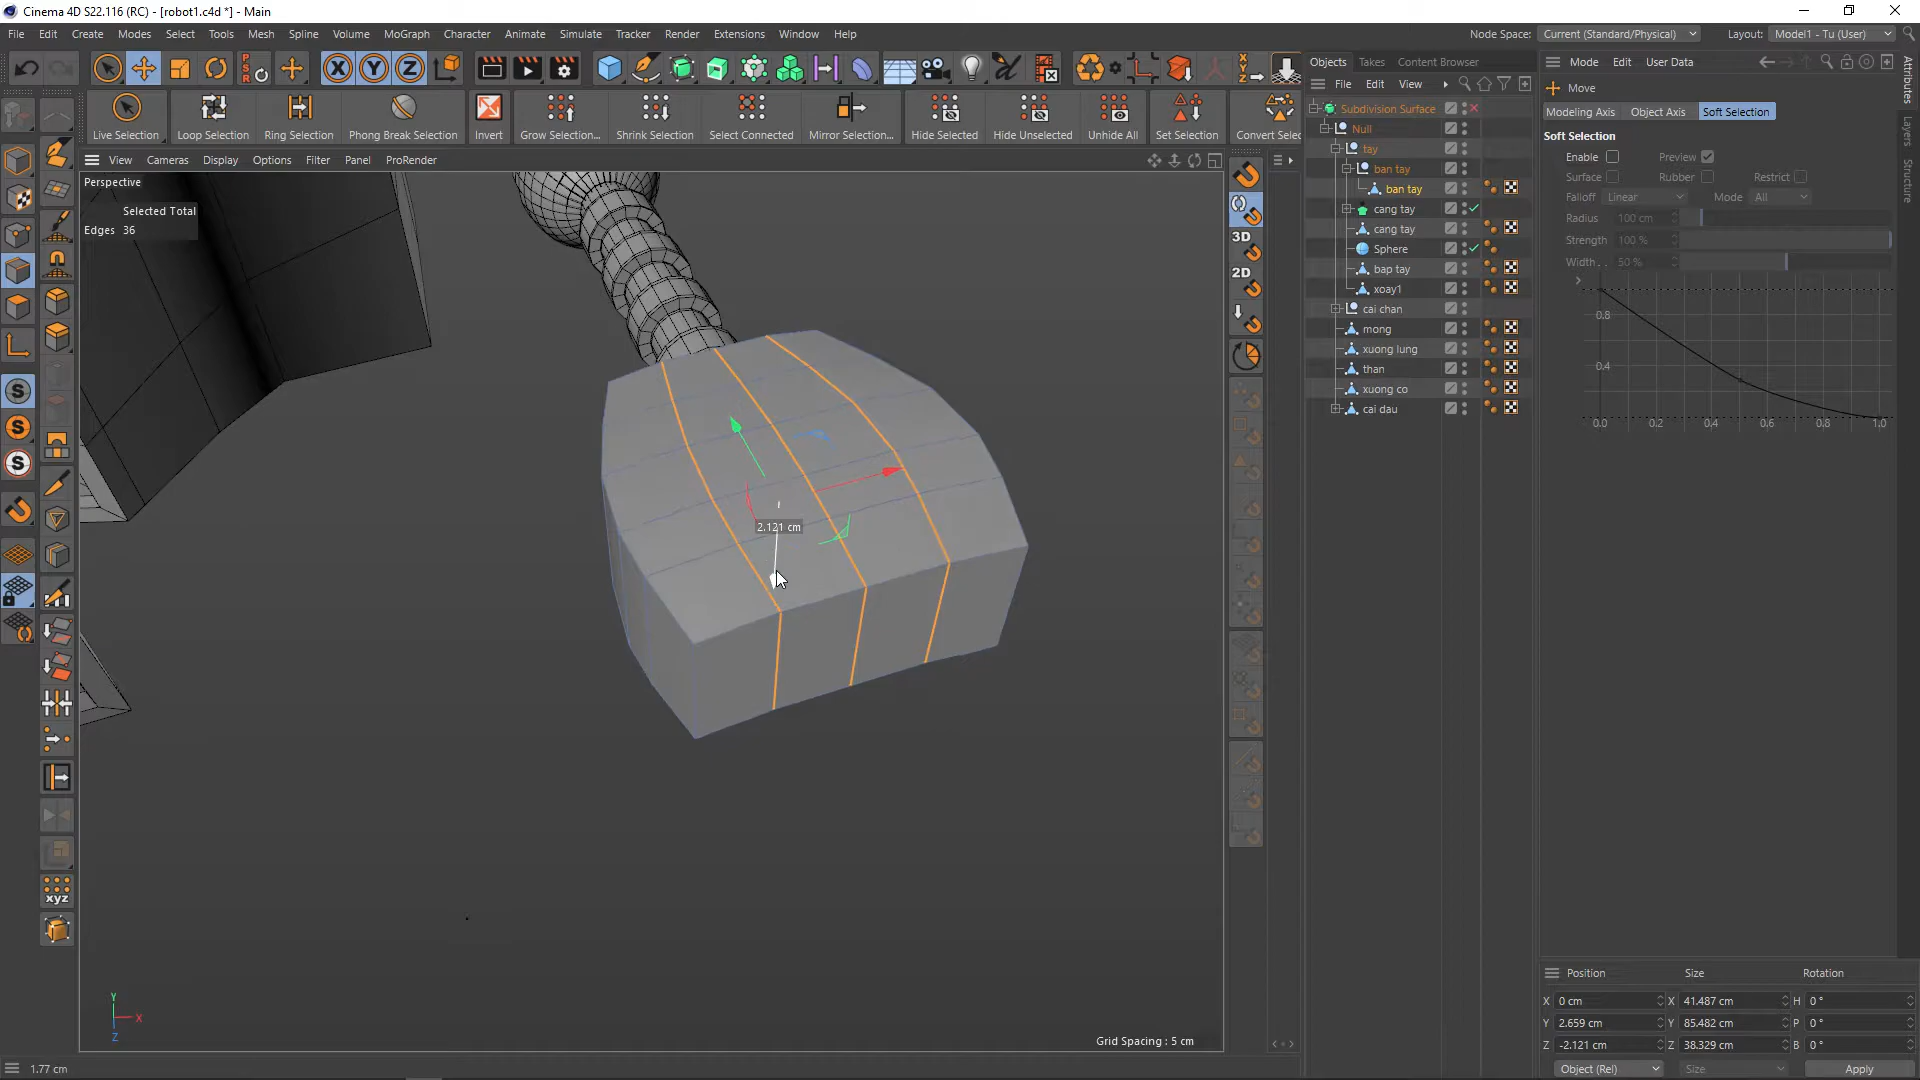 Cinema 4D S22.116 (RC) - [robot1.c4d *] - Main
File Edit Create Modes Select Tools Mesh Spline Volume MoGraph Character Animate Simulate Tracker Render Extensions Window Help
Node Space: Current (Standard/Physical) Layout: Model1 - Tu (User)
PSR X Y Z
Objects Takes Content Browser
File Edit View
Mode Edit User Data
Attributes
Layers
Structure
Live Selection Loop Selection Ring Selection Phong Break Selection Invert Grow Selection... Shrink Selection Select Connected Mirror Selection... Hide Selected Hide Unselected Unhide All Set Selection Convert Selec
View Cameras Display Options Filter Panel ProRender
Perspective
Selected Total
Edges 36
2.121 cm
Y
X
Z
Grid Spacing : 5 cm
1.77 cm
S
S
S
xyz
3D
2D
Subdivision Surface
Null
tay
ban tay
ban tay
cang tay
cang tay
Sphere
bap tay
xoay1
cai chan
mong
xuong lung
than
xuong co
cai dau
Move
Modeling Axis Object Axis Soft Selection
Soft Selection
Enable Preview
Surface Rubber Restrict
Falloff Linear Mode All
Radius 100 cm
Strength 100 %
Width . . 50 %
0.8
0.4
0.0 0.2 0.4 0.6 0.8 1.0
Position Size Rotation
X 0 cm X 41.487 cm H 0 °
Y 2.659 cm Y 85.482 cm P 0 °
Z -2.121 cm Z 38.329 cm B 0 °
Object (Rel) Size Apply